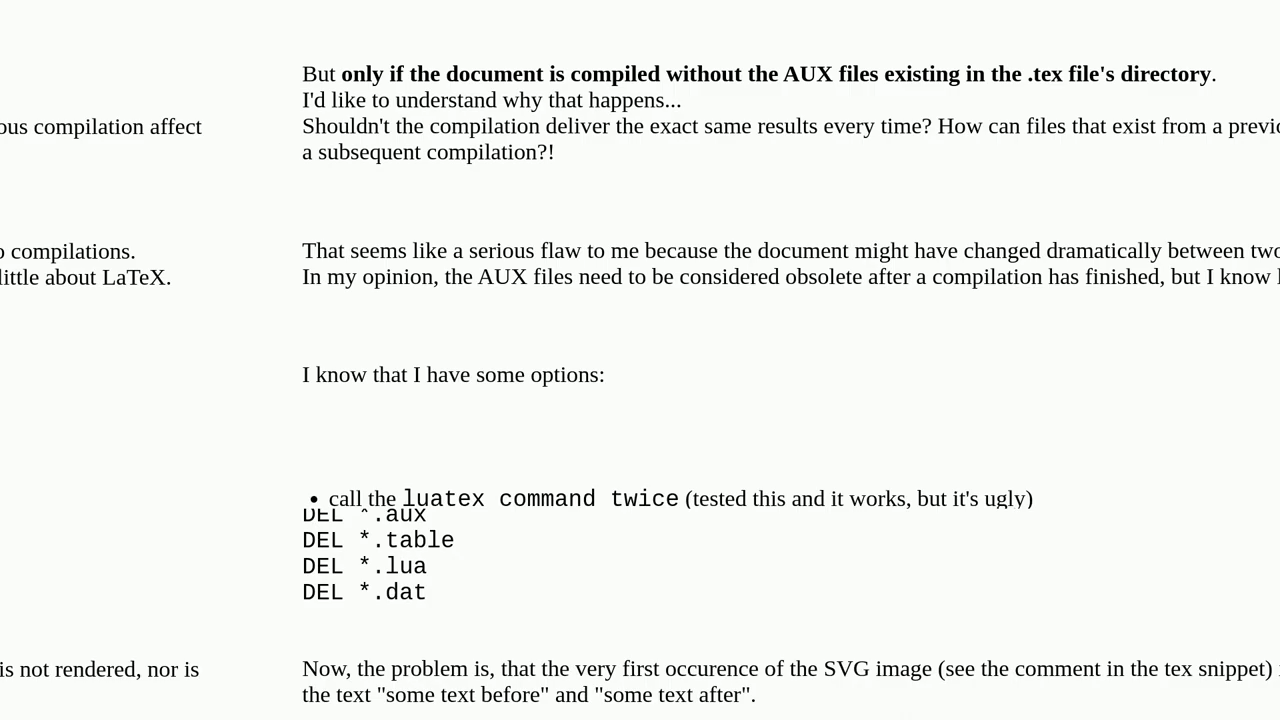 But only if the document is compiled without the AUX files existing in the .tex file's directory.
I'd like to understand why that happens...
ous compilation affect
Shouldn't the compilation deliver the exact same results every time? How can files that exist from a previo
a subsequent compilation?!
o compilations.
That seems like a serious flaw to me because the document might have changed dramatically between two
little about LaTeX.
In my opinion, the AUX files need to be considered obsolete after a compilation has finished, but I know l
I know that I have some options:
• call the luatex command twice (tested this and it works, but it's ugly)
DEL *.aux
DEL *.table
DEL *.lua
DEL *.dat
is not rendered, nor is
Now, the problem is, that the very first occurence of the SVG image (see the comment in the tex snippet)
the text "some text before" and "some text after".